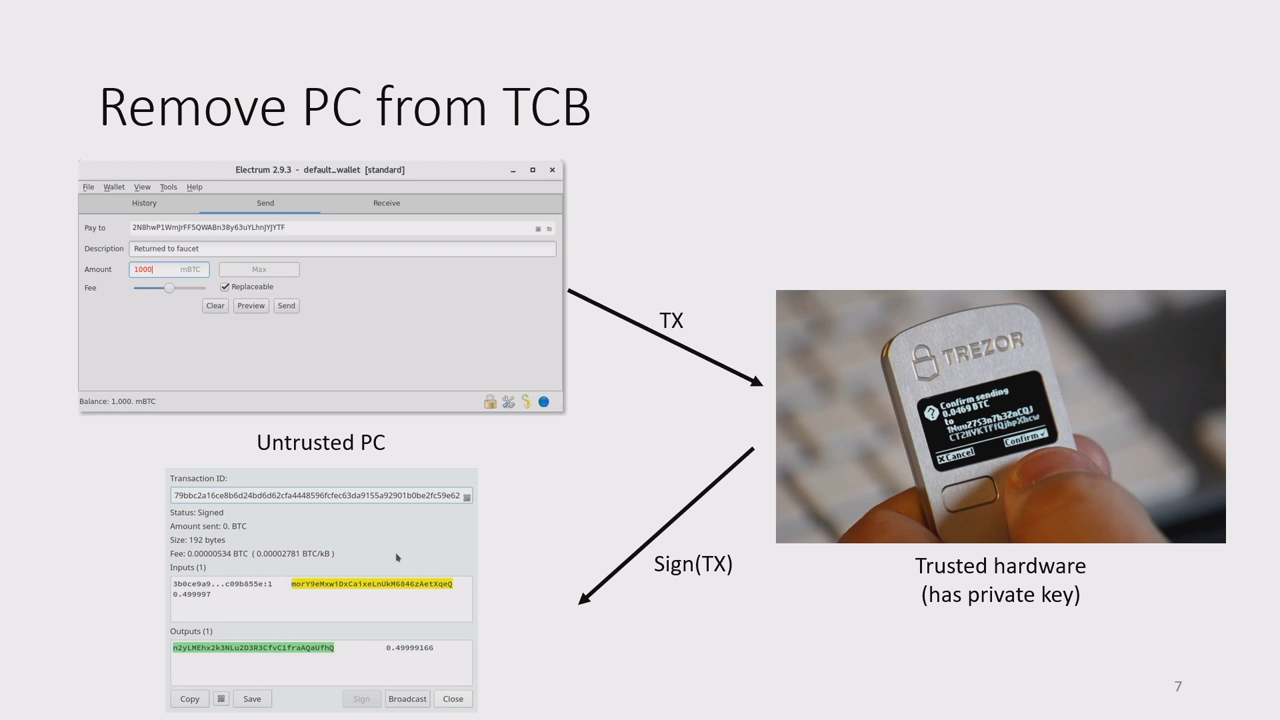 Remove PC from TCB
Electrum 2.9.3 - default_wallet [standard]
File Wallet View Tools Help
History Send Receive
Pay to 2N8hwP1WmJrFF5QWABn38y63uYLhnJYJYTF
Description Returned to faucet
Amount 1000 mBTC Max
Fee Replaceable
Clear Preview Send
Balance: 1,000. mBTC
Untrusted PC
TX
TREZOR
Confirm sending
0.0469 BTC
to
Cancel Confirm
Trusted hardware
(has private key)
Sign(TX)
Transaction ID:
79bbc2a16ce8b6d24bd6d62cfa4448596fcfec63da9155a92901b0be2fc59e62
Status: Signed
Amount sent: 0. BTC
Size: 192 bytes
Fee: 0.00000534 BTC ( 0.00002781 BTC/kB )
Inputs (1)
3b0ce9a9...c09b855e:1 morY9eMxwiDxCaixeLnUkM6846zAetXqeQ
0.499997
Outputs (1)
n2yLMEhx2k3NLu2D3R3CfvC1fraAQaUfhQ 0.49999166
Copy Save Sign Broadcast Close
7